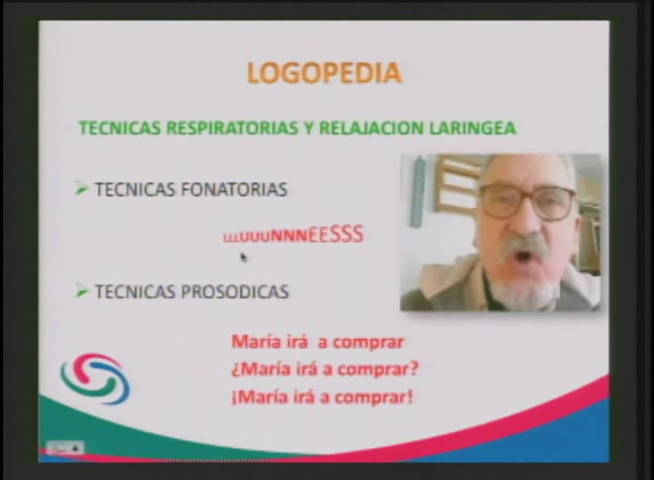 LOGOPEDIA
TECNICAS RESPIRATORIAS Y RELAJACION LARINGEA
TECNICAS FONATORIAS
LLLUUUNNNEESSS
TECNICAS PROSODICAS
María irá a comprar
¿María irá a comprar?
¡María irá a comprar!